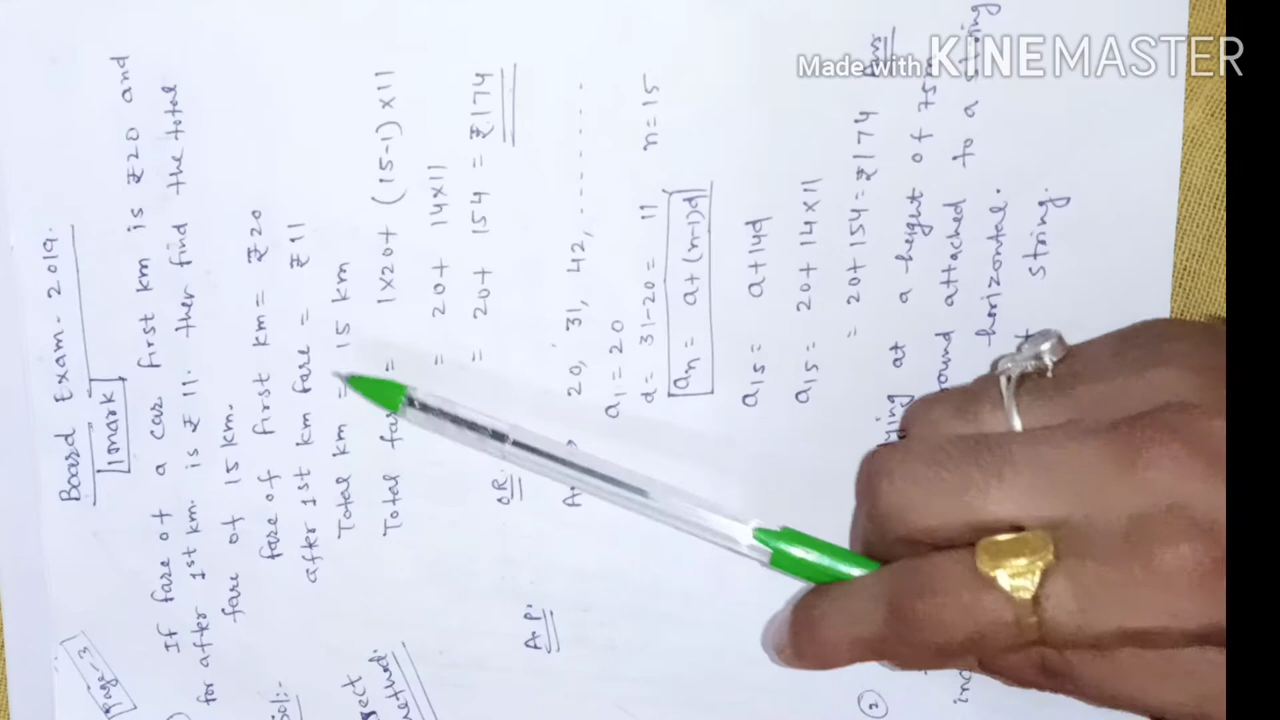 Made with KINEMASTER
Page-3
Board Exam - 2019.
1 mark
If fare of a car first km is ₹20 and
for after 1st km. is ₹11. then find the total
fare of 15 km.
Sol:-
fare of first km = ₹20
after 1st km fare = ₹11
Total km = 15 km
method.
Total = 1×20 + (15-1)×11
= 20+ 14×11
= 20+ 154 = ₹174
OR
A.P.
20, 31, 42, ........
a1 = 20
d = 31-20 = 11 n=15
an = a+(n-1)d
a15 = a+14d
a15 = 20+14×11
= 20+154=₹174 Ans
2
at a height of 75
attached to a string
horizontal.
string.